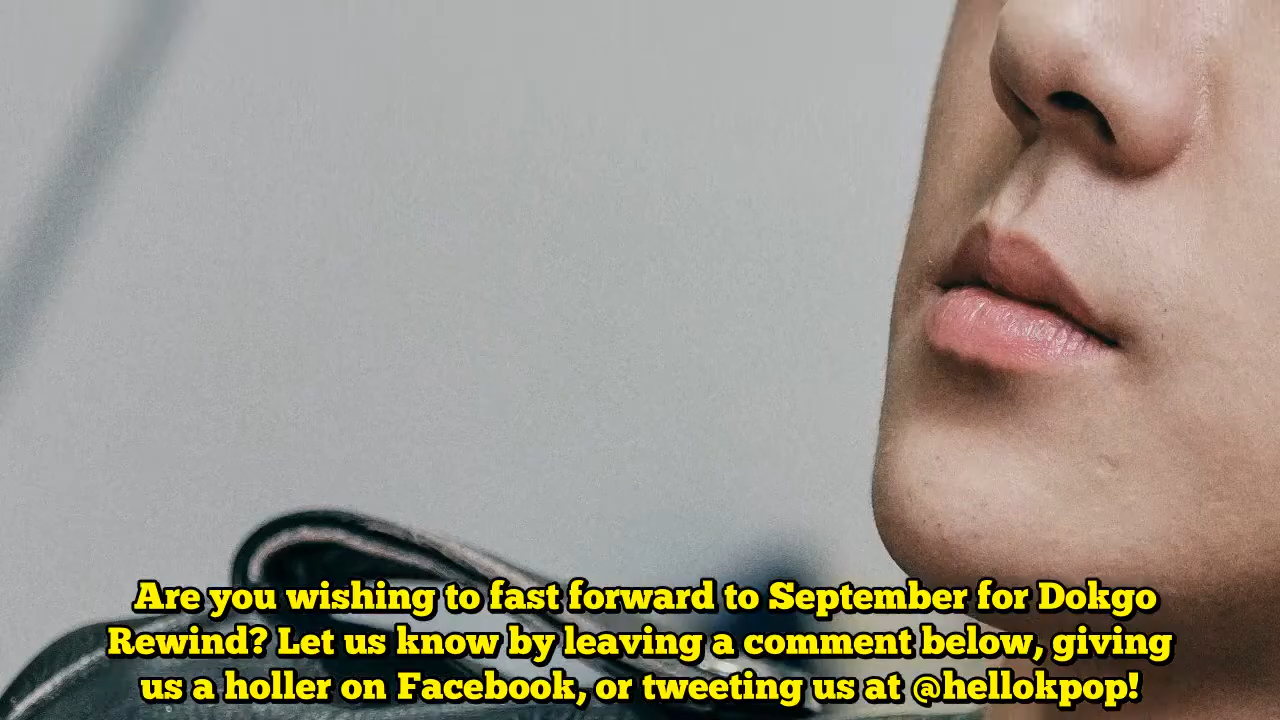 Are you wishing to fast forward to September for Dokgo
Rewind? Let us know by leaving a comment below, giving
us a holler on Facebook, or tweeting us at @hellokpop!